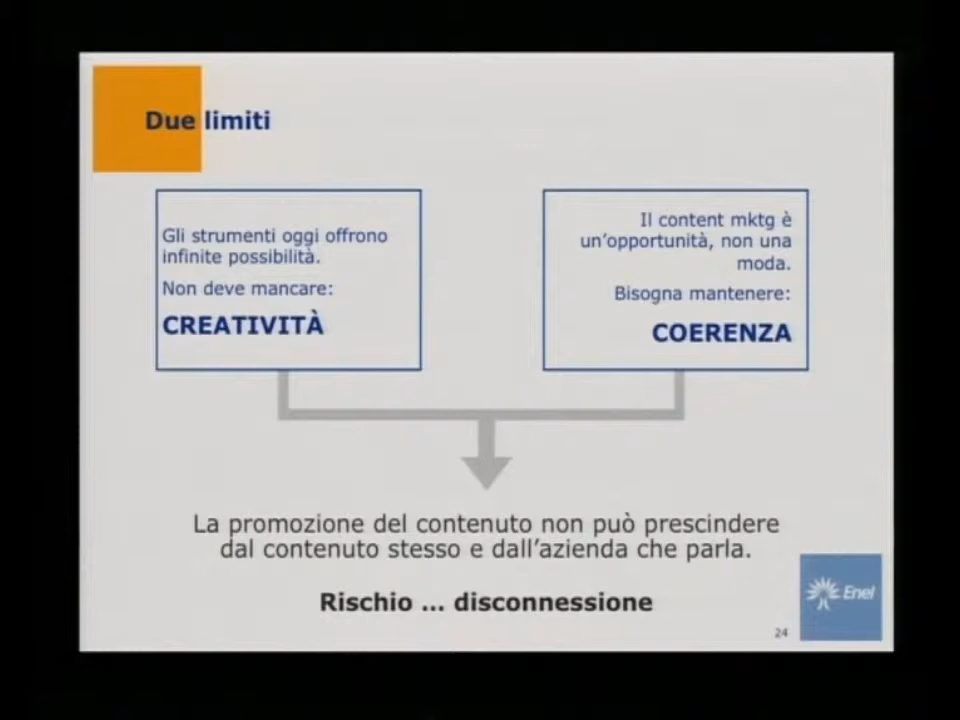 Due limiti
Gli strumenti oggi offrono
infinite possibilità.
Non deve mancare:
CREATIVITÀ
Il content mktg è
un'opportunità, non una
moda.
Bisogna mantenere:
COERENZA
La promozione del contenuto non può prescindere
dal contenuto stesso e dall'azienda che parla.
Rischio ... disconnessione
Enel
24